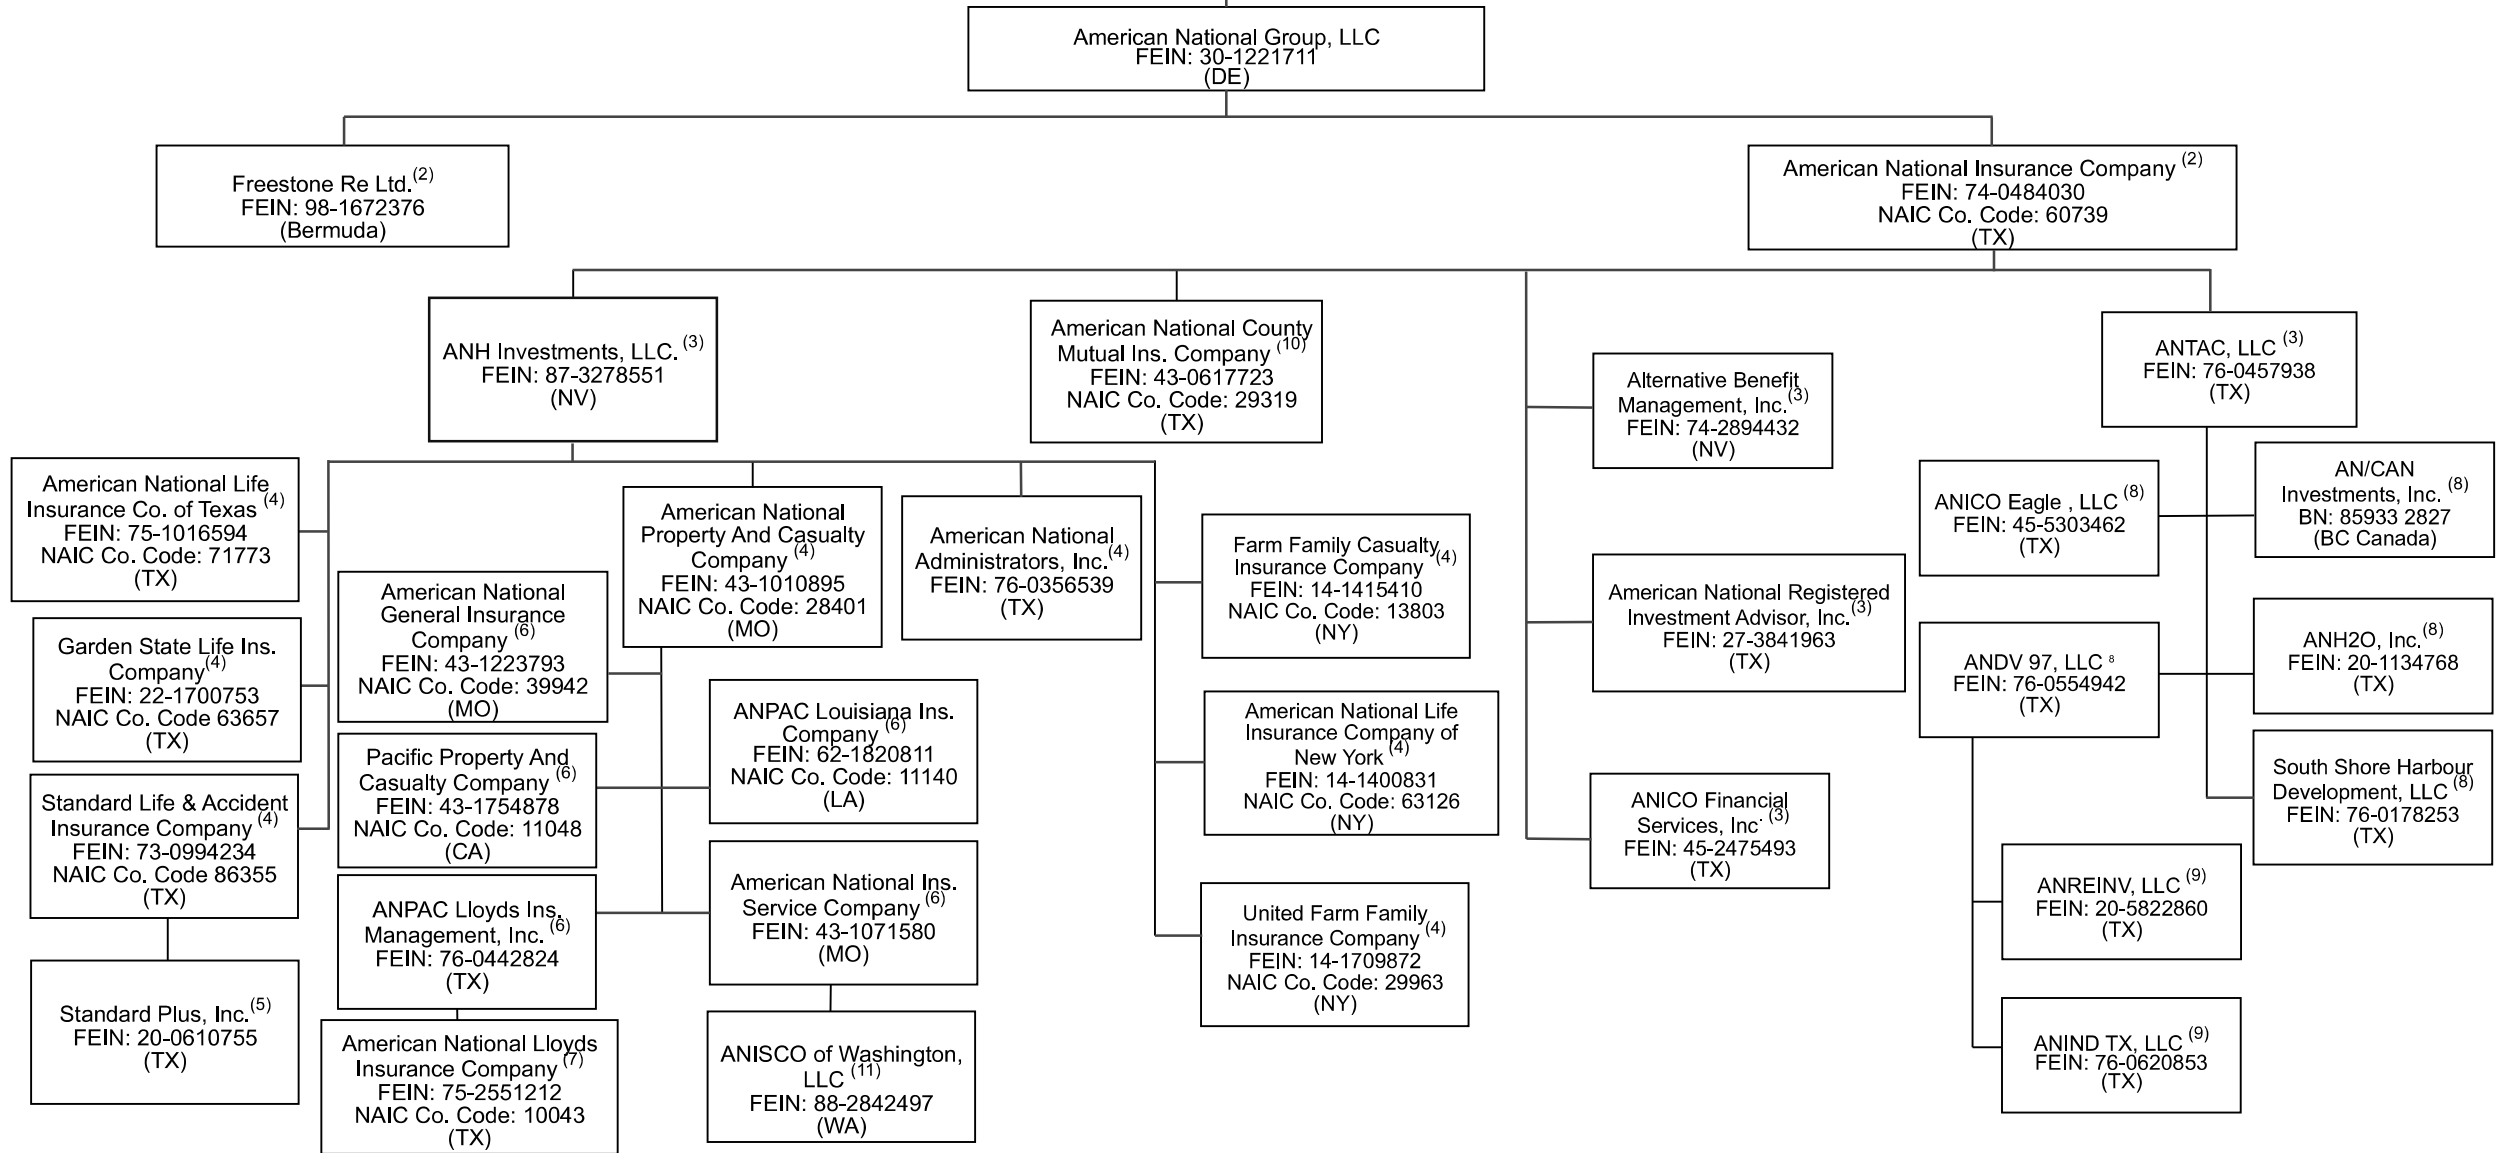 American National Group, LLC
FEIN: 30-1221711
(DE)
Freestone Re Ltd. (2)
FEIN: 98-1672376
(Bermuda)
American National Insurance Company (2)
FEIN: 74-0484030
NAIC Co. Code: 60739
(TX)
ANH Investments, LLC. (3)
FEIN: 87-3278551
(NV)
American National County
Mutual Ins. Company (10)
FEIN: 43-0617723
NAIC Co. Code: 29319
(TX)
Alternative Benefit
Management, Inc. (3)
FEIN: 74-2894432
(NV)
ANTAC, LLC (3)
FEIN: 76-0457938
(TX)
American National Life
Insurance Co. of Texas (4)
FEIN: 75-1016594
NAIC Co. Code: 71773
(TX)
American National
General Insurance
Company (6)
FEIN: 43-1223793
NAIC Co. Code: 39942
(MO)
American National
Property And Casualty
Company (4)
FEIN: 43-1010895
NAIC Co. Code: 28401
(MO)
American National
Administrators, Inc. (4)
FEIN: 76-0356539
(TX)
Farm Family Casualty
Insurance Company (4)
FEIN: 14-1415410
NAIC Co. Code: 13803
(NY)
American National Registered
Investment Advisor, Inc. (3)
FEIN: 27-3841963
(TX)
ANICO Eagle , LLC (8)
FEIN: 45-5303462
(TX)
AN/CAN
Investments, Inc. (8)
BN: 85933 2827
(BC Canada)
Garden State Life Ins.
Company (4)
FEIN: 22-1700753
NAIC Co. Code 63657
(TX)
ANDV 97, LLC 8
FEIN: 76-0554942
(TX)
ANH2O, Inc. (8)
FEIN: 20-1134768
(TX)
Pacific Property And
Casualty Company (6)
FEIN: 43-1754878
NAIC Co. Code: 11048
(CA)
ANPAC Louisiana Ins.
Company (6)
FEIN: 62-1820811
NAIC Co. Code: 11140
(LA)
American National Life
Insurance Company of
New York (4)
FEIN: 14-1400831
NAIC Co. Code: 63126
(NY)
ANICO Financial
Services, Inc. (3)
FEIN: 45-2475493
(TX)
South Shore Harbour
Development, LLC (8)
FEIN: 76-0178253
(TX)
Standard Life & Accident
Insurance Company (4)
FEIN: 73-0994234
NAIC Co. Code 86355
(TX)
ANPAC Lloyds Ins.
Management, Inc. (6)
FEIN: 76-0442824
(TX)
American National Ins.
Service Company (6)
FEIN: 43-1071580
(MO)
United Farm Family
Insurance Company (4)
FEIN: 14-1709872
NAIC Co. Code: 29963
(NY)
ANREINV, LLC (9)
FEIN: 20-5822860
(TX)
Standard Plus, Inc. (5)
FEIN: 20-0610755
(TX)
American National Lloyds
Insurance Company (7)
FEIN: 75-2551212
NAIC Co. Code: 10043
(TX)
ANISCO of Washington,
LLC (11)
FEIN: 88-2842497
(WA)
ANIND TX, LLC (9)
FEIN: 76-0620853
(TX)